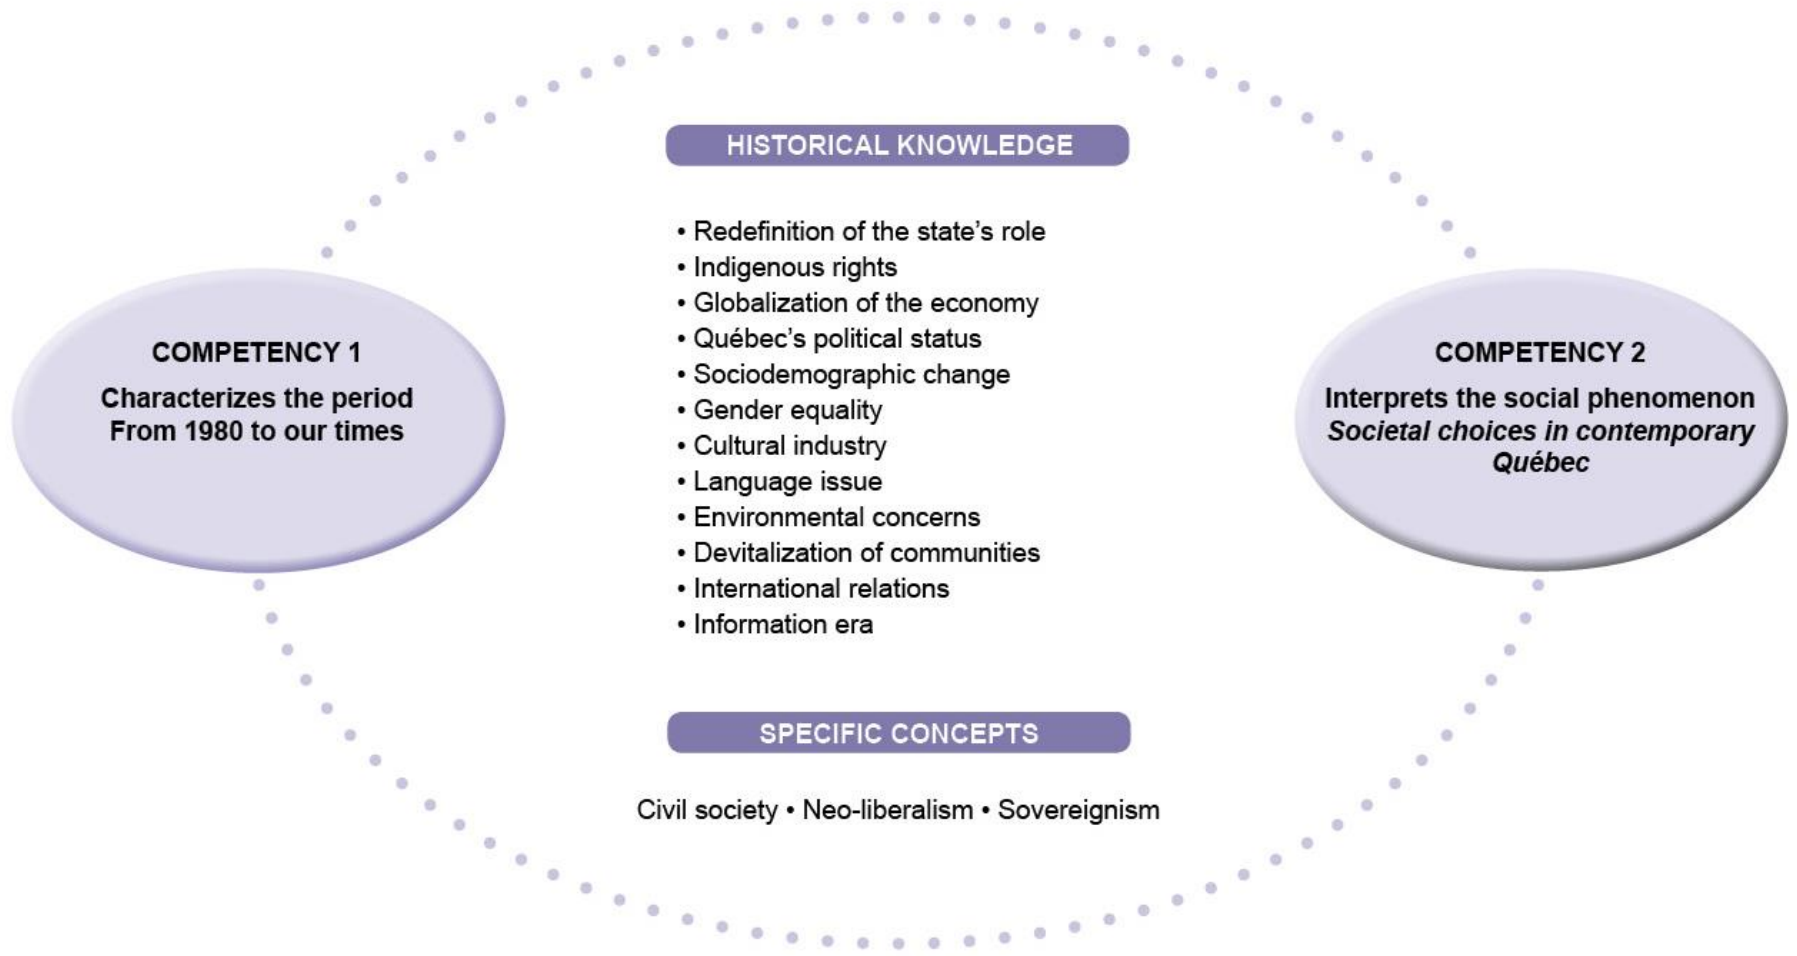 HISTORICAL KNOWLEDGE
• Redefinition of the state’s role
• Indigenous rights
• Globalization of the economy
• Québec’s political status
• Sociodemographic change
• Gender equality
• Cultural industry
• Language issue
• Environmental concerns
• Devitalization of communities
• International relations
• Information era
COMPETENCY 1
Characterizes the period
From 1980 to our times
COMPETENCY 2
Interprets the social phenomenon
Societal choices in contemporary
Québec
SPECIFIC CONCEPTS
Civil society • Neo-liberalism • Sovereignism